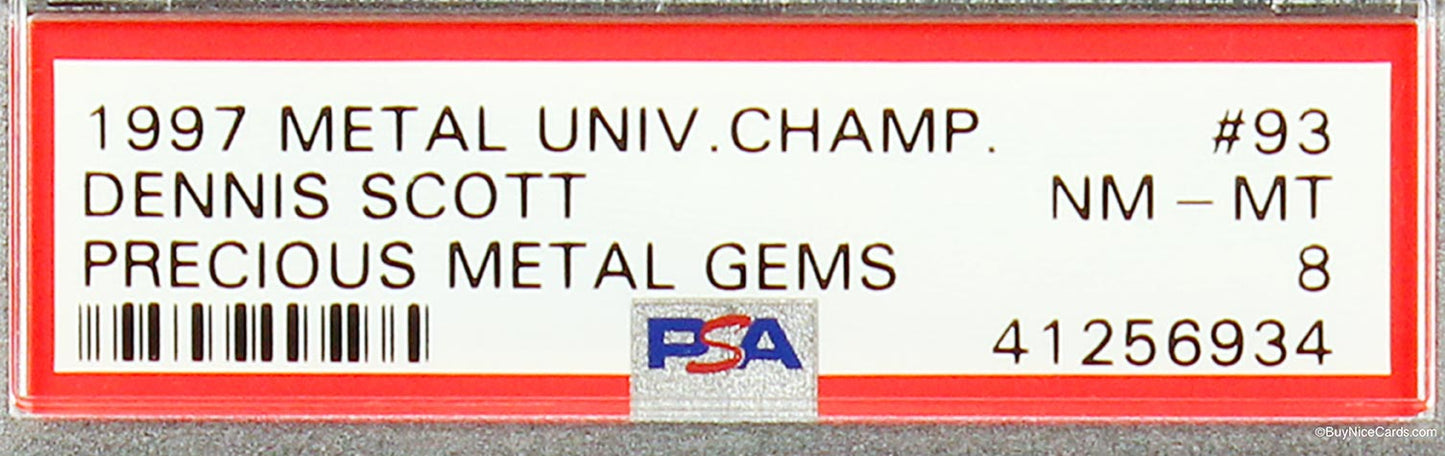 1997 METAL UNIV.CHAMP. #93
DENNIS SCOTT NM - MT
PRECIOUS METAL GEMS 8
PSA 41256934
©BuyNiceCards.com